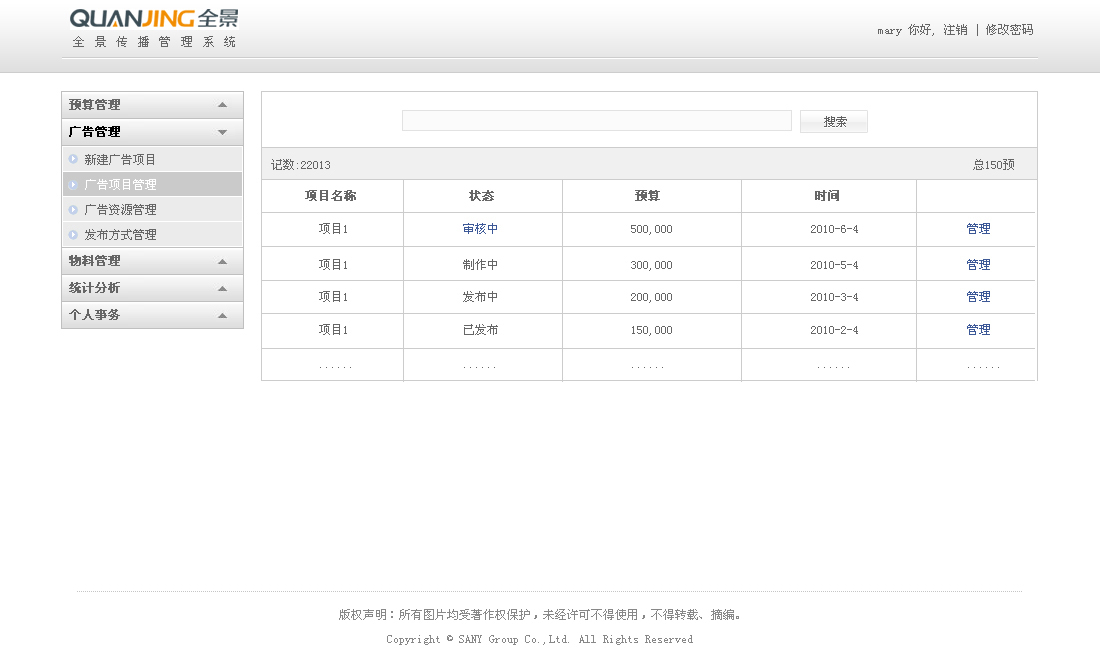 QUANJING全景
全景传播管理系统
mary 你好, 注销 | 修改密码
预算管理
广告管理
新建广告项目
广告项目管理
广告资源管理
发布方式管理
物料管理
统计分析
个人事务
搜索
记数:22013 总150预
项目名称 状态 预算 时间
项目1 审核中 500,000 2010-6-4 管理
项目1 制作中 300,000 2010-5-4 管理
项目1 发布中 200,000 2010-3-4 管理
项目1 已发布 150,000 2010-2-4 管理
...... ...... ...... ...... ......
版权声明：所有图片均受著作权保护，未经许可不得使用，不得转载、摘编。
Copyright © SANY Group Co.,Ltd. All Rights Reserved